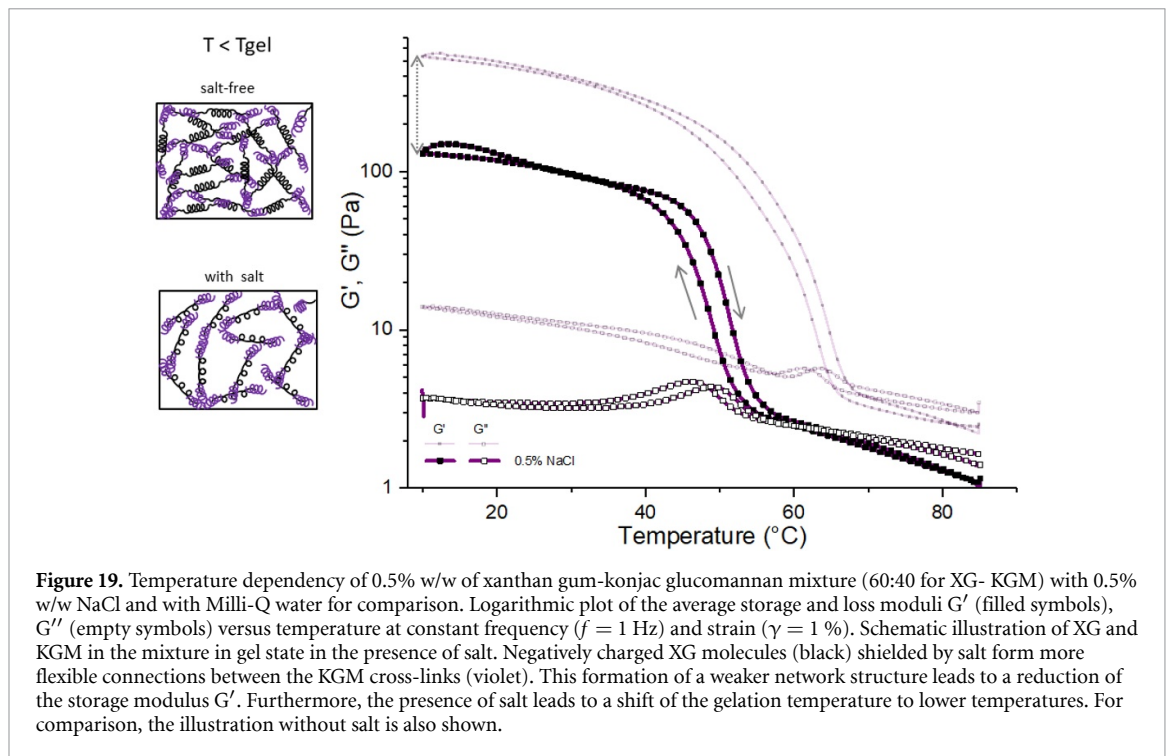 T < Tgel
salt-free
with salt
G', G" (Pa)
100
10
1
G' G"
0.5% NaCl
20 40 60 80
Temperature (°C)
Figure 19. Temperature dependency of 0.5% w/w of xanthan gum-konjac glucomannan mixture (60:40 for XG- KGM) with 0.5%
w/w NaCl and with Milli-Q water for comparison. Logarithmic plot of the average storage and loss moduli G′ (filled symbols),
G′′ (empty symbols) versus temperature at constant frequency (f = 1 Hz) and strain (γ = 1 %). Schematic illustration of XG and
KGM in the mixture in gel state in the presence of salt. Negatively charged XG molecules (black) shielded by salt form more
flexible connections between the KGM cross-links (violet). This formation of a weaker network structure leads to a reduction of
the storage modulus G′. Furthermore, the presence of salt leads to a shift of the gelation temperature to lower temperatures. For
comparison, the illustration without salt is also shown.